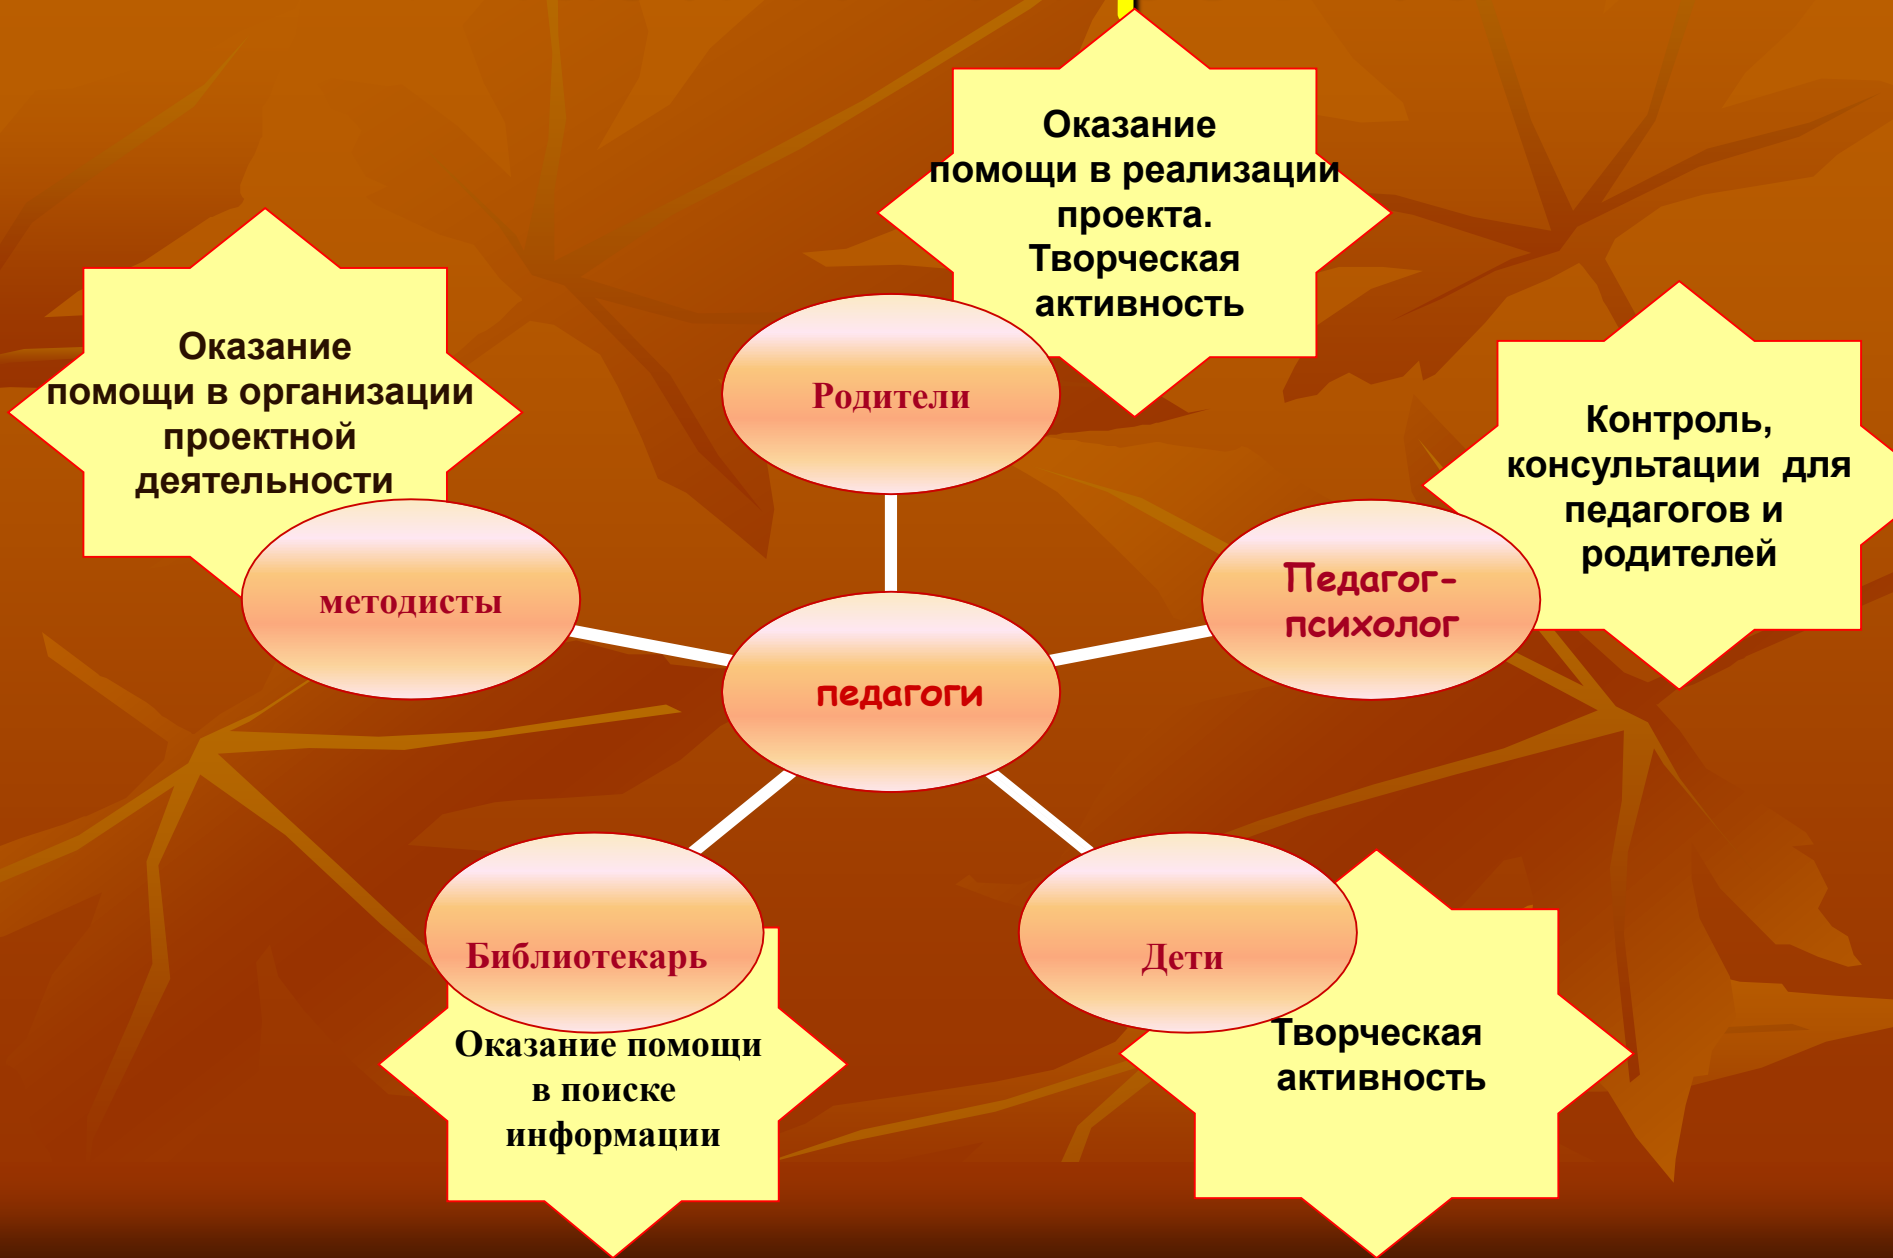 Оказание
помощи в реализации
проекта.
Творческая
активность
Родители
Оказание
помощи в организации
проектной
деятельности
методисты
Контроль,
консультации для
педагогов и
родителей
Педагог-
психолог
педагоги
Библиотекарь
Оказание помощи
в поиске
информации
Дети
Творческая
активность